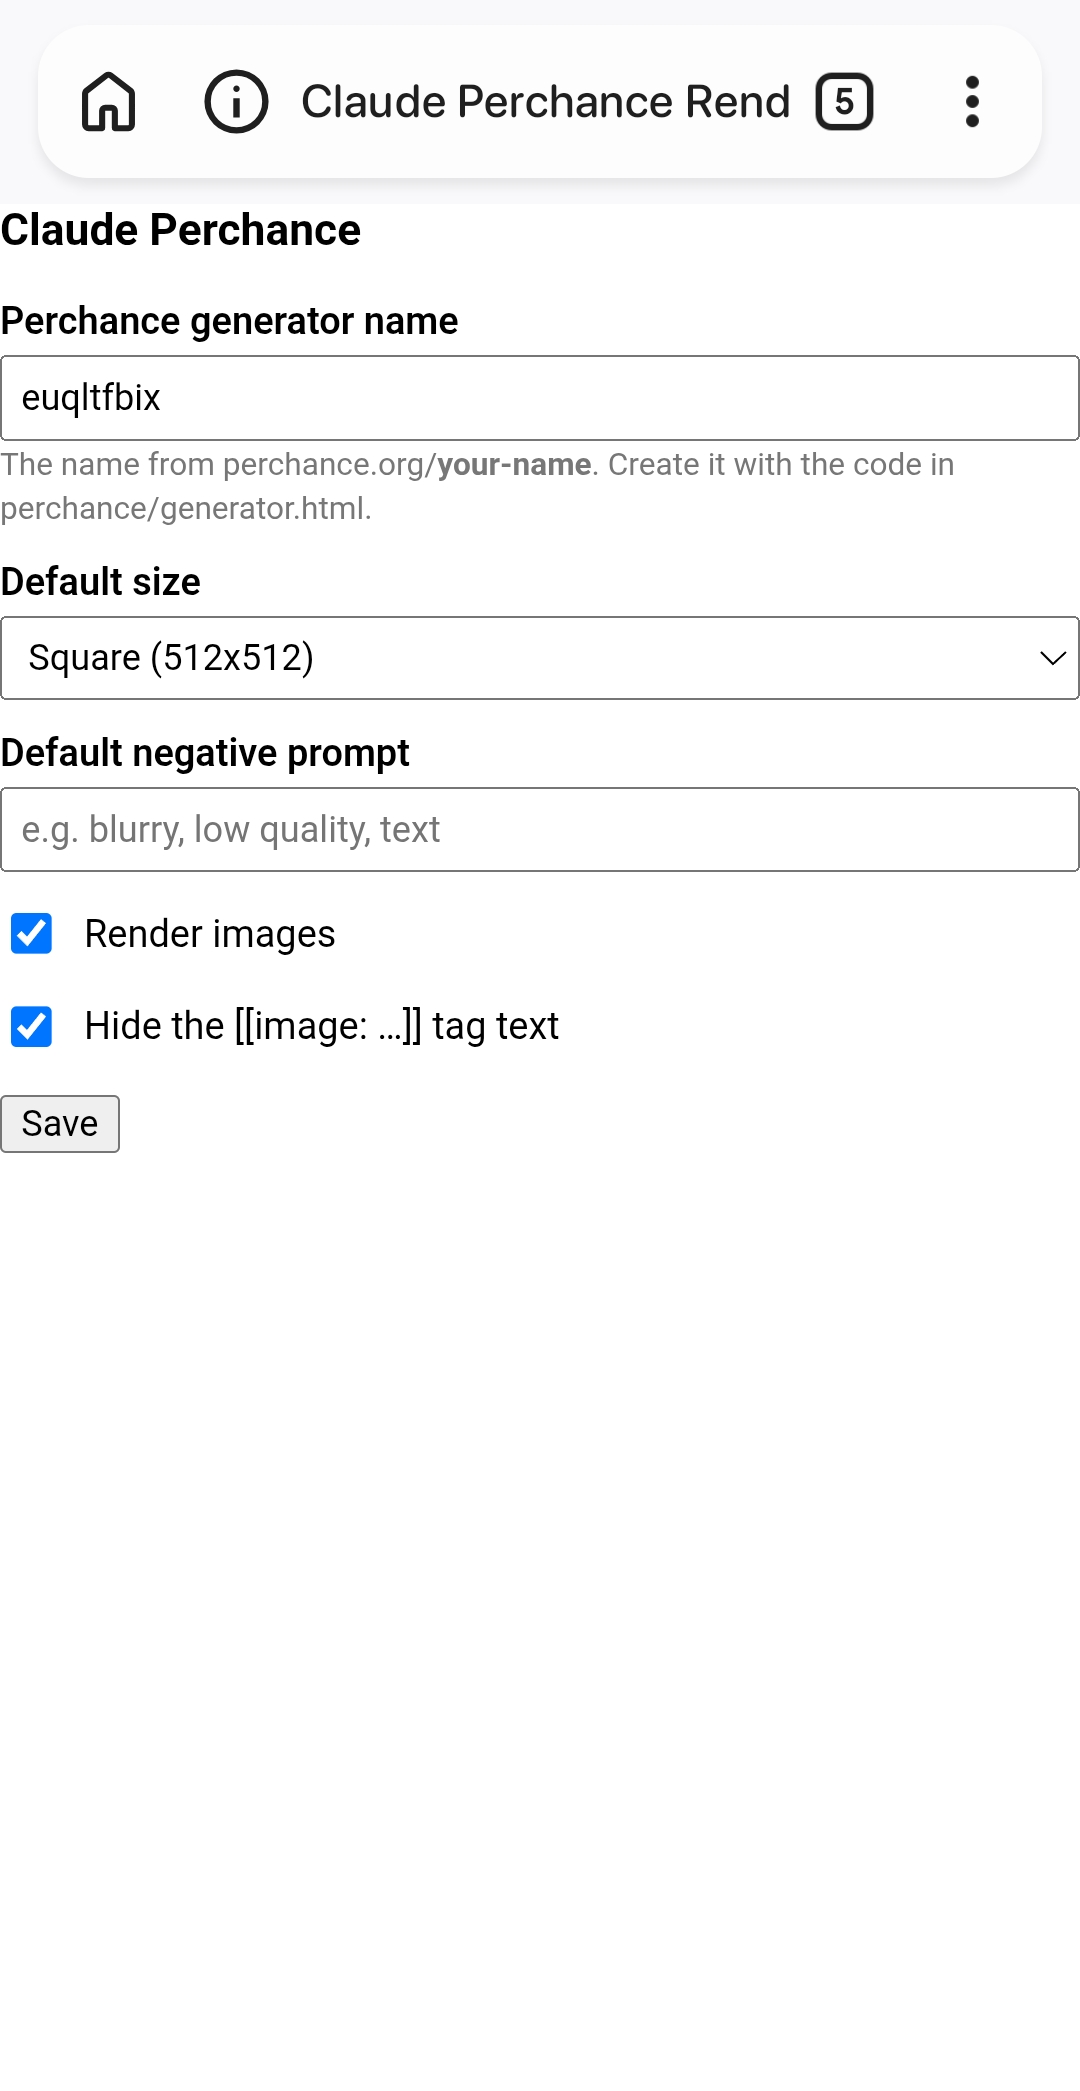 Claude Perchance Rend
5
Claude Perchance
Perchance generator name
euqltfbix
The name from perchance.org/your-name. Create it with the code in
perchance/generator.html.
Default size
Square (512x512)
Default negative prompt
e.g. blurry, low quality, text
Render images
Hide the [[image: ...]] tag text
Save